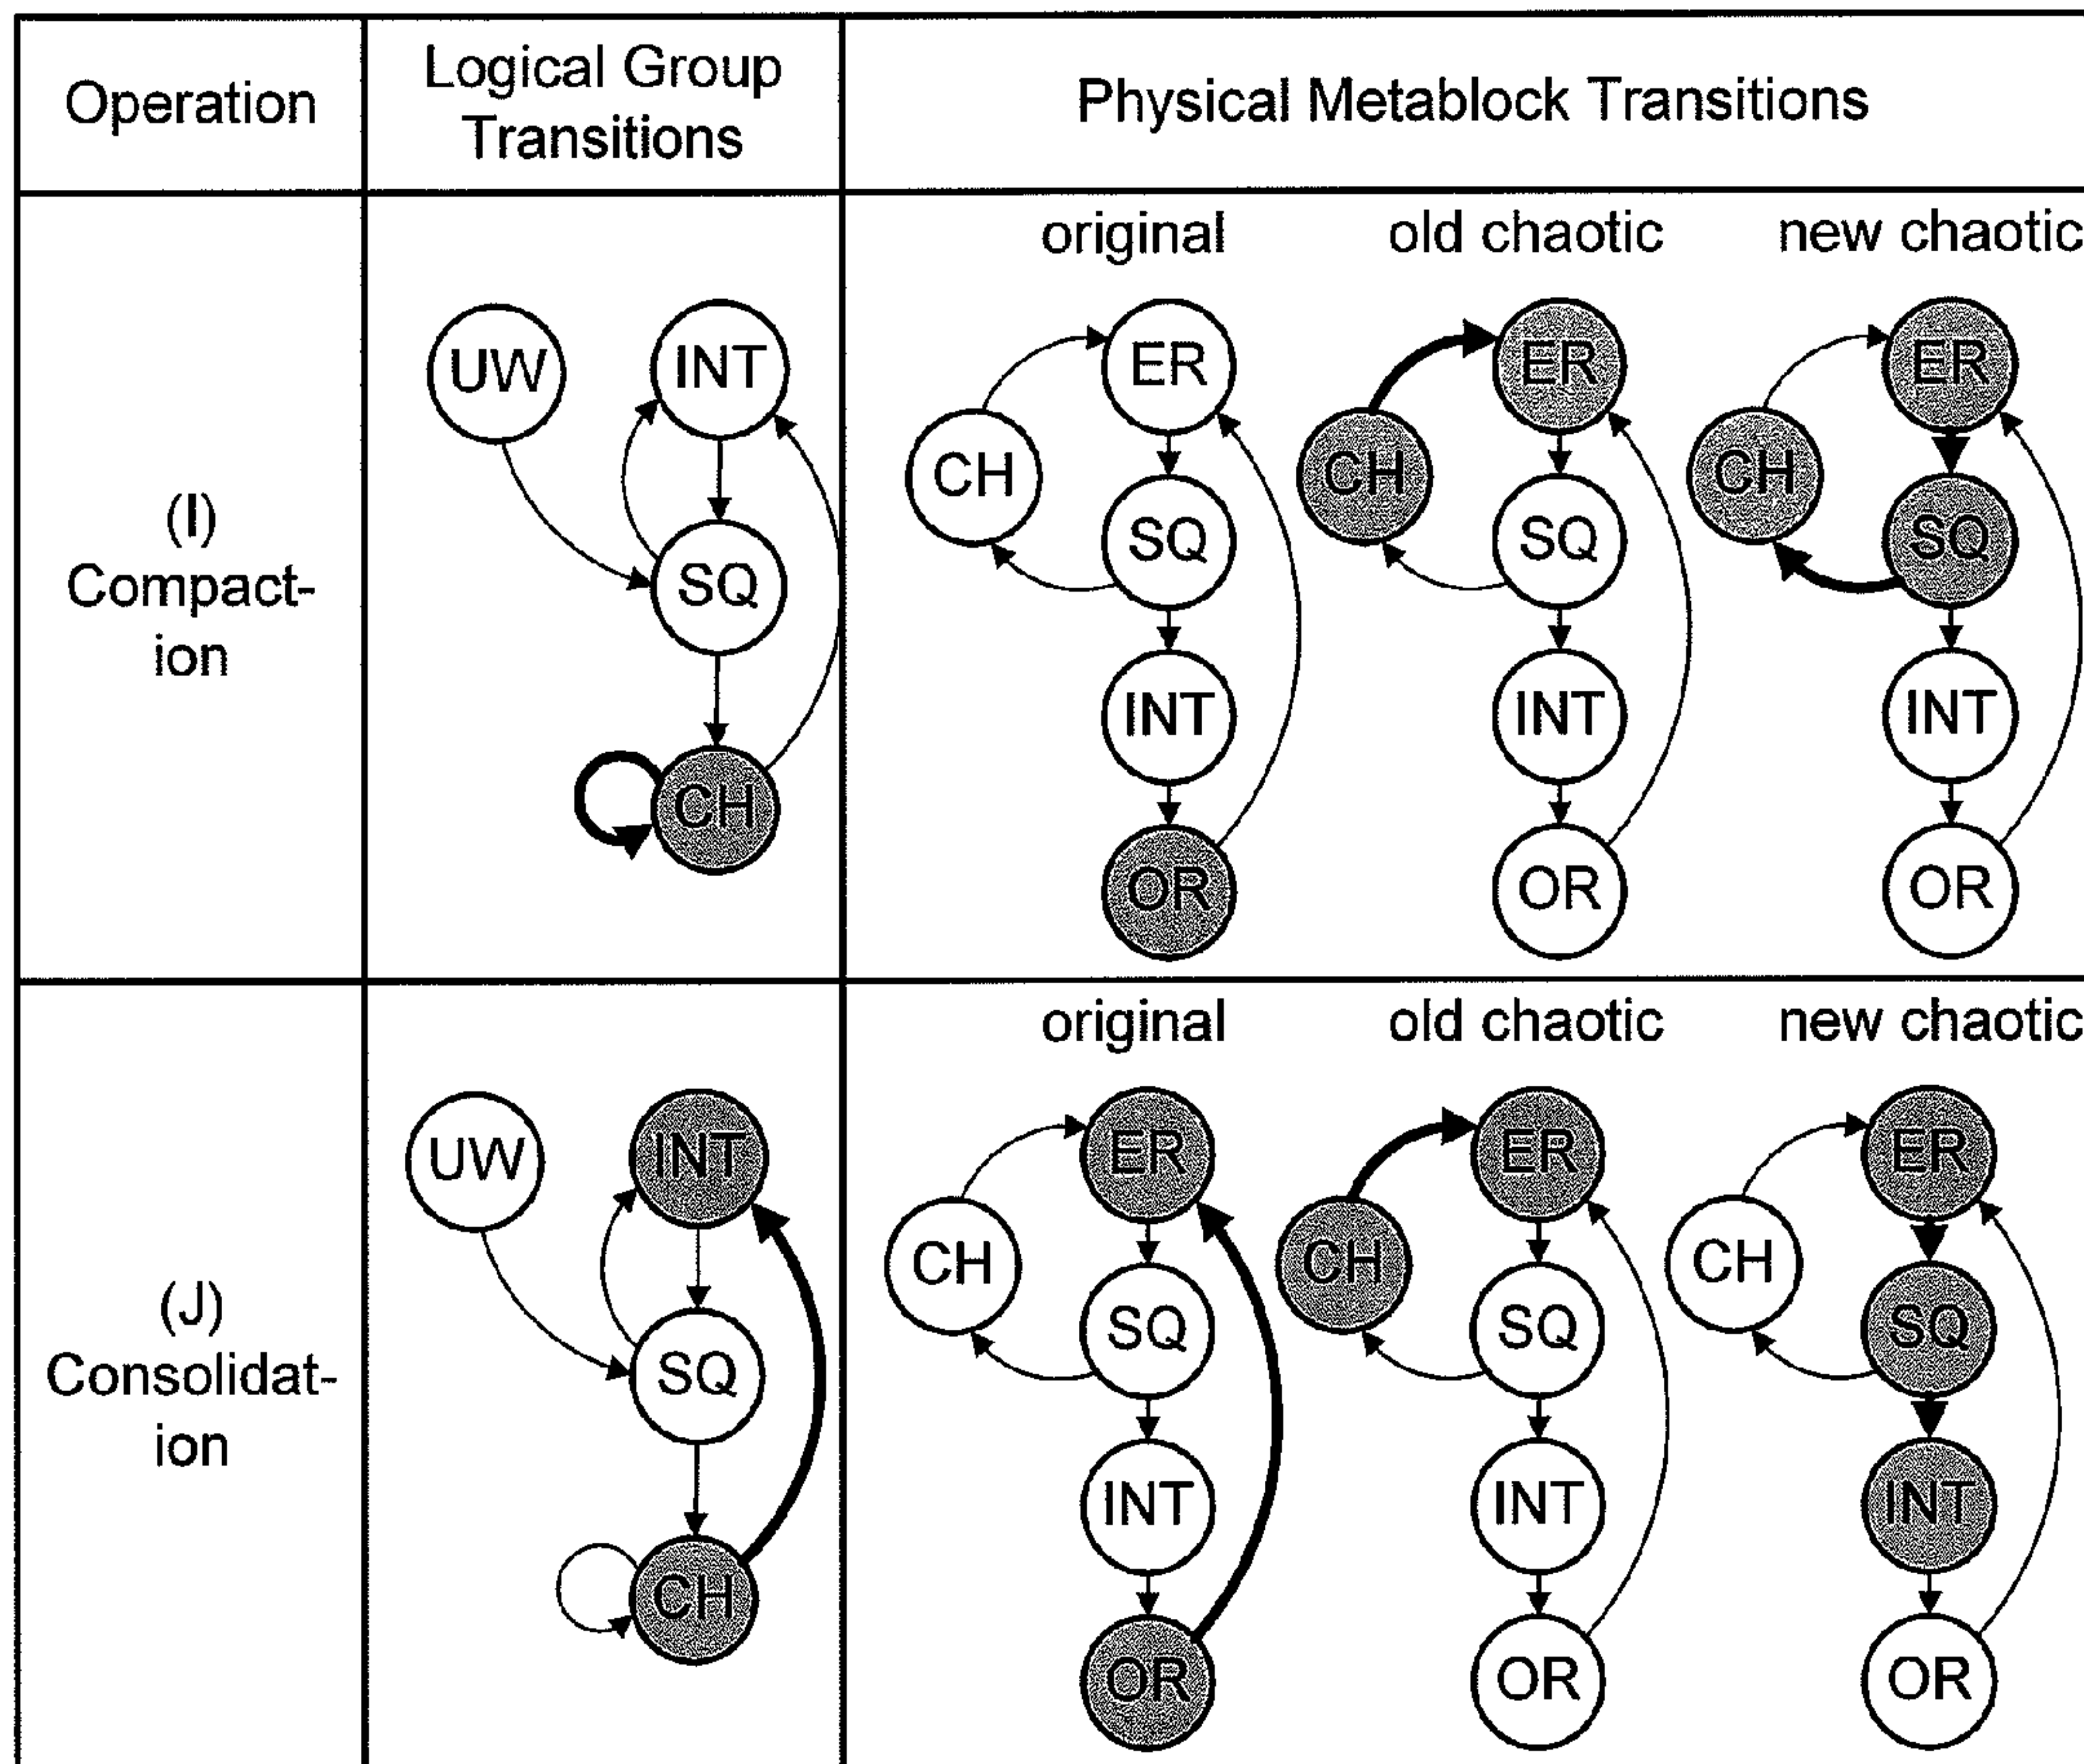 Operation
Logical Group
Transitions
Physical Metablock Transitions
(I)
Compact-
ion
UW
INT
SQ
CH
original
old chaotic
new chaotic
ER
CH
SQ
INT
OR
ER
CH
SQ
INT
OR
ER
CH
SQ
INT
OR
(J)
Consolidat-
ion
UW
INT
SQ
CH
original
old chaotic
new chaotic
ER
CH
SQ
INT
OR
ER
CH
SQ
INT
OR
ER
CH
SQ
INT
OR